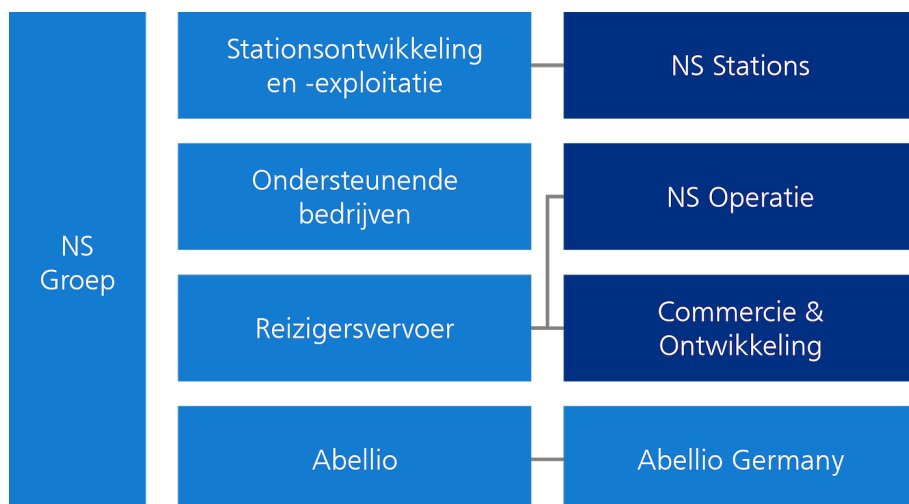 NS
Groep
Stationsontwikkeling
en -exploitatie
NS Stations
Ondersteunende
bedrijven
NS Operatie
Reizigersvervoer
Commercie &
Ontwikkeling
Abellio
Abellio Germany